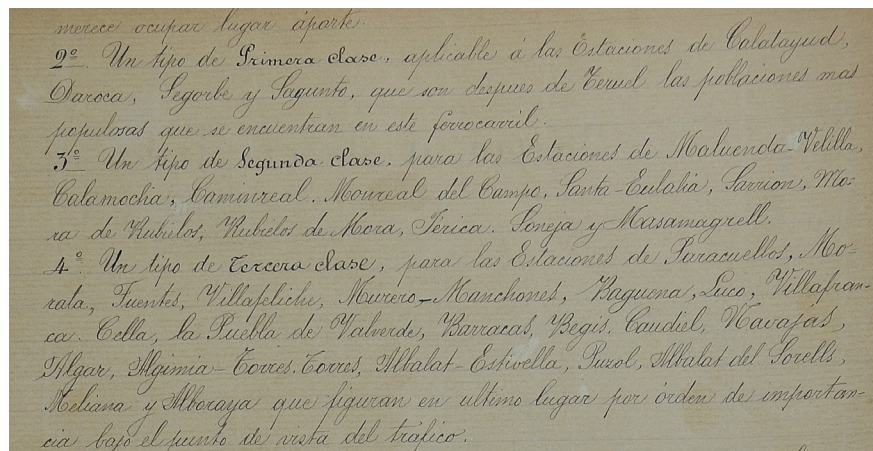 merece ocupar lugar áparte.
2º Un tipo de Primera clase, aplicable á las Estaciones de Calatayud,
Daroca, Segorbe y Sagunto, que son despues de Teruel las poblaciones mas
populosas que se encuentran en este ferrocarril.
3º Un tipo de Segunda clase, para las Estaciones de Maluenda-Velilla,
Calamocha, Caminreal, Monreal del Campo, Santa-Eulalia, Sarrion, Mo-
ra de Rubielos, Rubielos de Mora, Jérica, Soneja y Masamagrell.
4º Un tipo de Tercera clase, para las Estaciones de Paracuellos, Mo-
rata, Fuentes, Villafeliche, Murero-Manchones, Baguena, Luco, Villafran-
ca, Cella, la Puebla de Valverde, Barracas, Begis, Caudiel, Navajas,
Algar, Algimia-Torres-Torres, Albalat-Estivella, Puzol, Albalat del Sorells,
Meliana y Alboraya que figuran en ultimo lugar por órden de importan-
cia bajo el punto de vista del trafico.